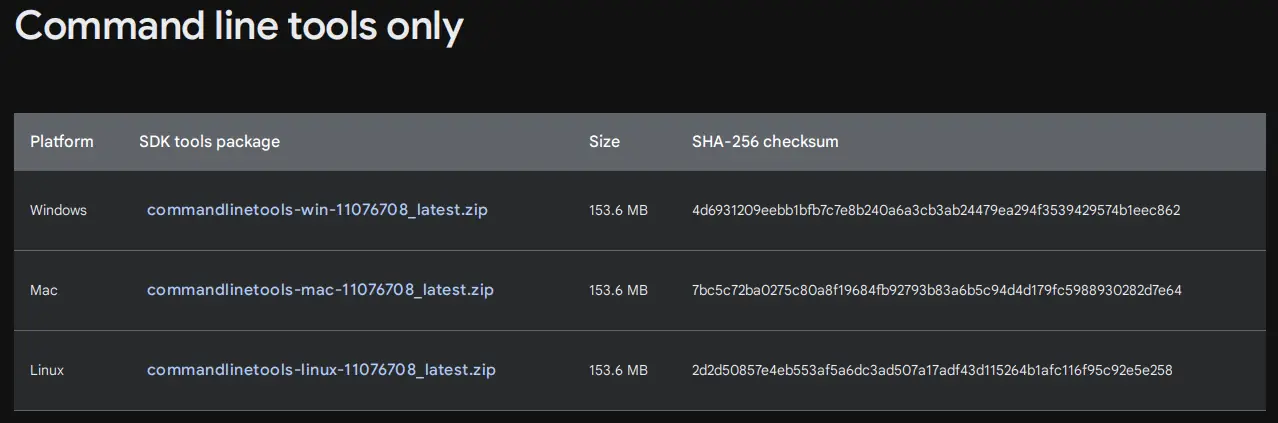 Command line tools only
Platform SDK tools package Size SHA-256 checksum
Windows commandlinetools-win-11076708_latest.zip 153.6 MB 4d6931209eebb1bfb7c7e8b240a6a3cb3ab24479ea294f3539429574b1eec862
Mac commandlinetools-mac-11076708_latest.zip 153.6 MB 7bc5c72ba0275c80a8f19684fb92793b83a6b5c94d4d179fc5988930282d7e64
Linux commandlinetools-linux-11076708_latest.zip 153.6 MB 2d2d50857e4eb553af5a6dc3ad507a17adf43d115264b1afc116f95c92e5e258